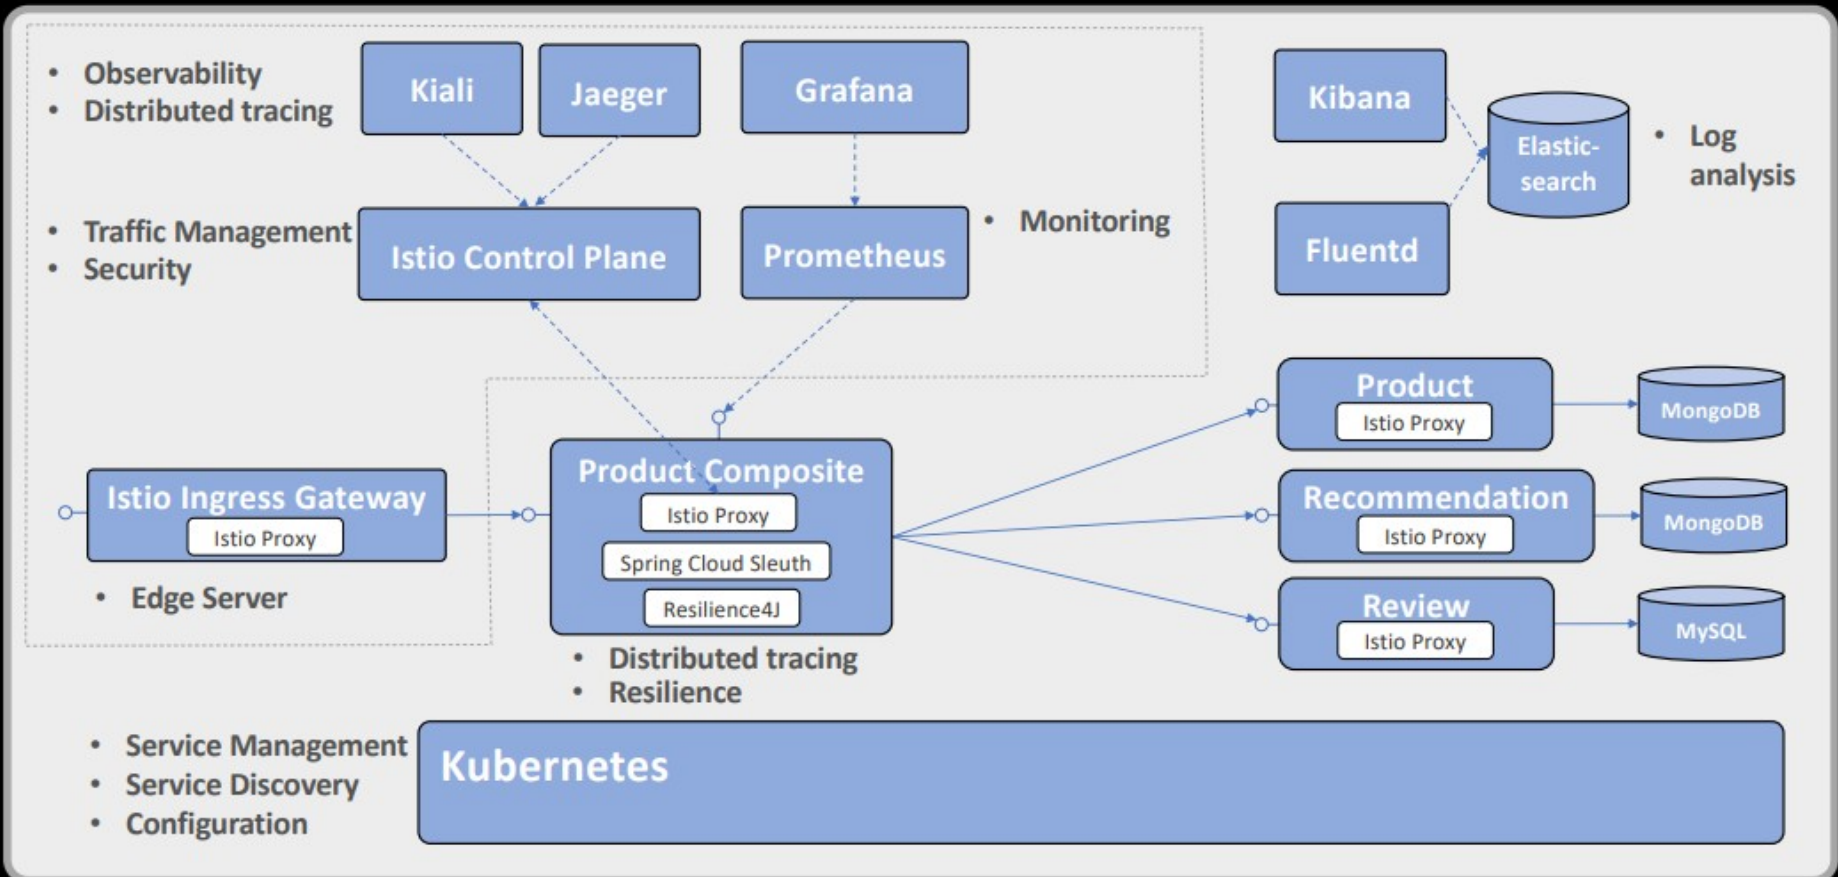 • Observability
• Distributed tracing
Kiali
Jaeger
Grafana
Kibana
Elastic-
search
• Log
analysis
• Traffic Management
• Security
Istio Control Plane
Prometheus
• Monitoring
Fluentd
Istio Ingress Gateway
Istio Proxy
• Edge Server
Product Composite
Istio Proxy
Spring Cloud Sleuth
Resilience4J
• Distributed tracing
• Resilience
Product
Istio Proxy
MongoDB
Recommendation
Istio Proxy
MongoDB
Review
Istio Proxy
MySQL
• Service Management
• Service Discovery
• Configuration
Kubernetes